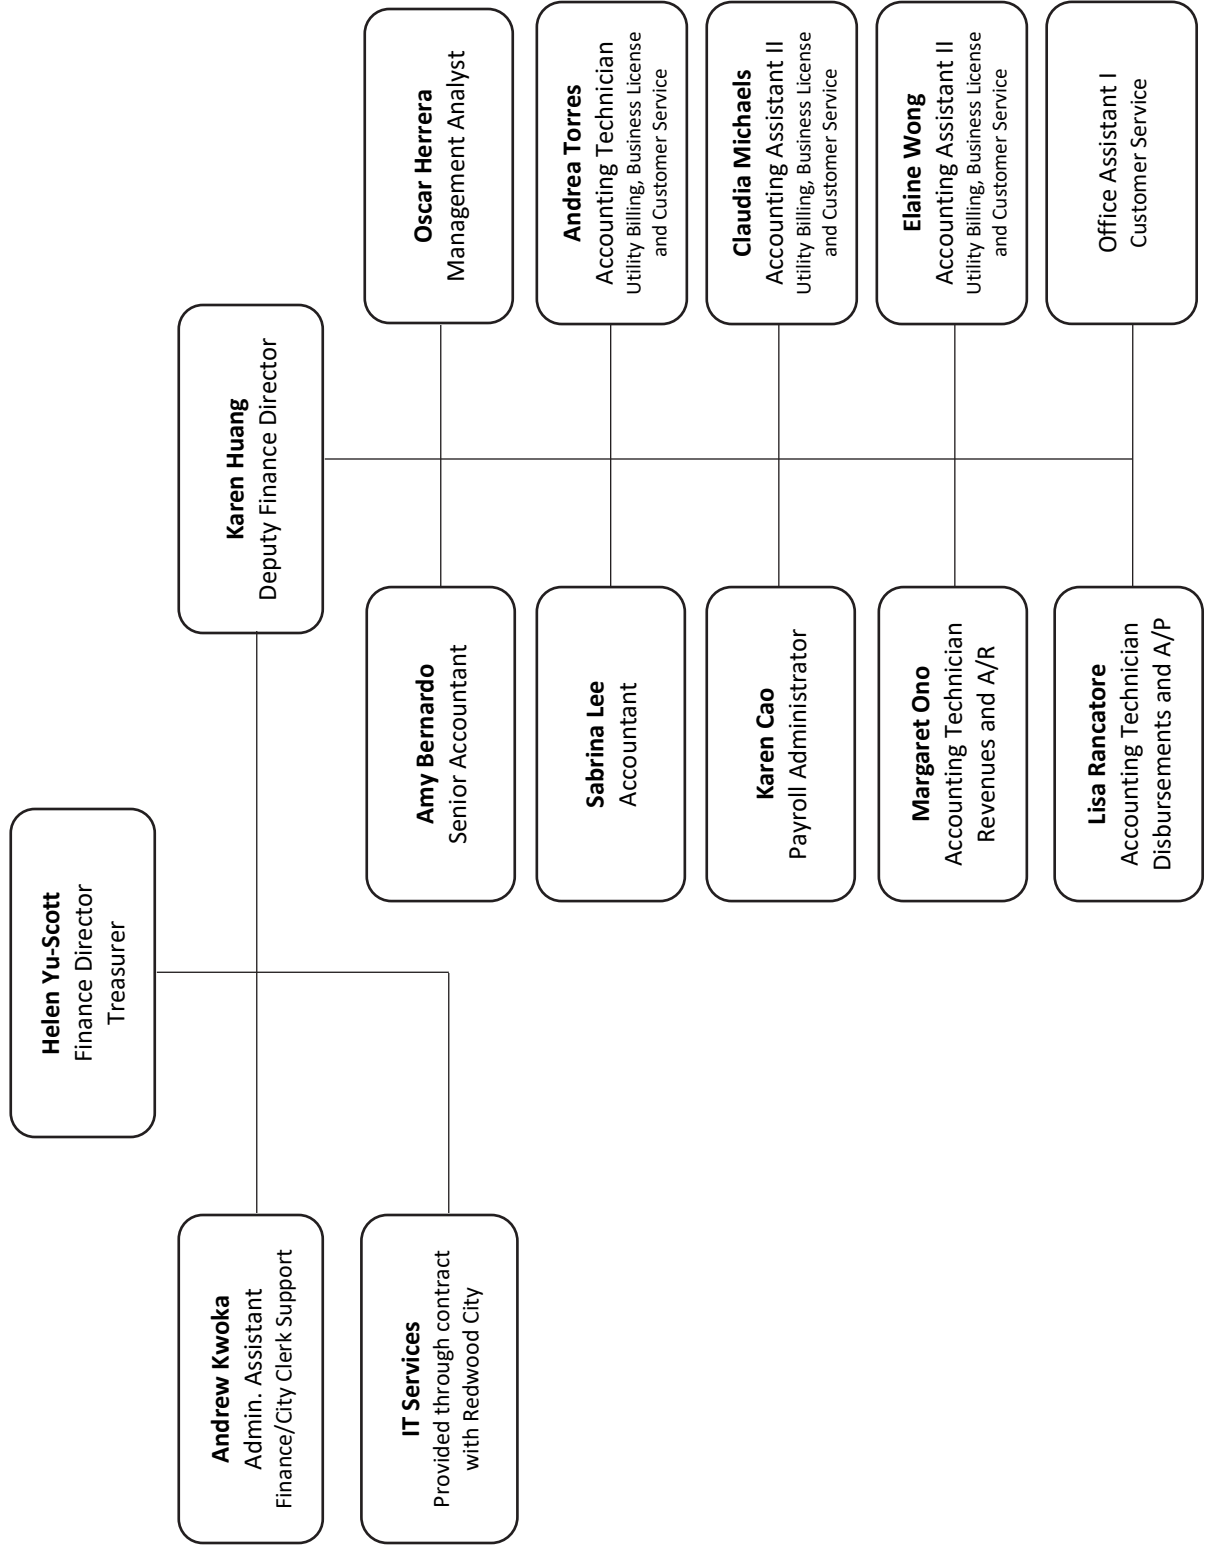 Helen Yu-Scott
Finance Director
Treasurer
Andrew Kwoka
Admin. Assistant
Finance/City Clerk Support
Karen Huang
Deputy Finance Director
IT Services
Provided through contract
with Redwood City
Amy Bernardo
Senior Accountant
Oscar Herrera
Management Analyst
Sabrina Lee
Accountant
Andrea Torres
Accounting Technician
Utility Billing, Business License
and Customer Service
Karen Cao
Payroll Administrator
Claudia Michaels
Accounting Assistant II
Utility Billing, Business License
and Customer Service
Margaret Ono
Accounting Technician
Revenues and A/R
Elaine Wong
Accounting Assistant II
Utility Billing, Business License
and Customer Service
Lisa Rancatore
Accounting Technician
Disbursements and A/P
Office Assistant I
Customer Service